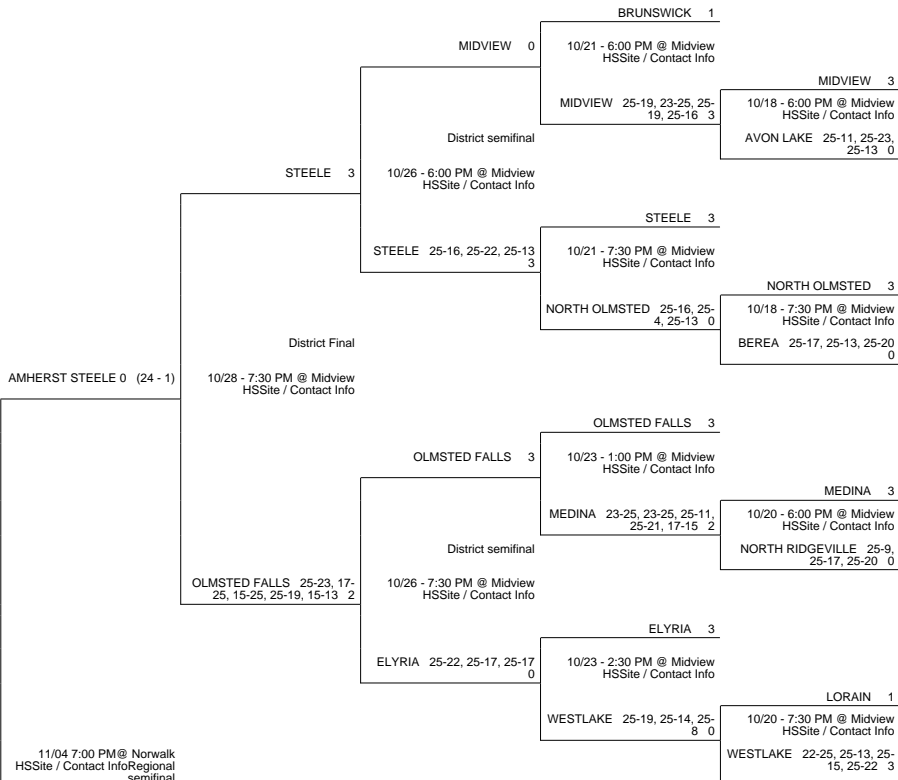 BRUNSWICK 1
MIDVIEW 0
10/21 - 6:00 PM @ Midview
HSSite / Contact Info
MIDVIEW 3
MIDVIEW 25-19, 23-25, 25-
19, 25-16 3
10/18 - 6:00 PM @ Midview
HSSite / Contact Info
AVON LAKE 25-11, 25-23,
25-13 0
District semifinal
STEELE 3
10/26 - 6:00 PM @ Midview
HSSite / Contact Info
STEELE 3
STEELE 25-16, 25-22, 25-13
3
10/21 - 7:30 PM @ Midview
HSSite / Contact Info
NORTH OLMSTED 3
NORTH OLMSTED 25-16, 25-
4, 25-13 0
10/18 - 7:30 PM @ Midview
HSSite / Contact Info
BEREA 25-17, 25-13, 25-20
0
District Final
AMHERST STEELE 0 (24 - 1)
10/28 - 7:30 PM @ Midview
HSSite / Contact Info
OLMSTED FALLS 3
OLMSTED FALLS 3
10/23 - 1:00 PM @ Midview
HSSite / Contact Info
MEDINA 3
MEDINA 23-25, 23-25, 25-11,
25-21, 17-15 2
10/20 - 6:00 PM @ Midview
HSSite / Contact Info
NORTH RIDGEVILLE 25-9,
25-17, 25-20 0
District semifinal
OLMSTED FALLS 25-23, 17-
25, 15-25, 25-19, 15-13 2
10/26 - 7:30 PM @ Midview
HSSite / Contact Info
ELYRIA 3
ELYRIA 25-22, 25-17, 25-17
0
10/23 - 2:30 PM @ Midview
HSSite / Contact Info
LORAIN 1
WESTLAKE 25-19, 25-14, 25-
8 0
10/20 - 7:30 PM @ Midview
HSSite / Contact Info
WESTLAKE 22-25, 25-13, 25-
15, 25-22 3
11/04 7:00 PM@ Norwalk
HSSite / Contact InfoRegional
semifinal